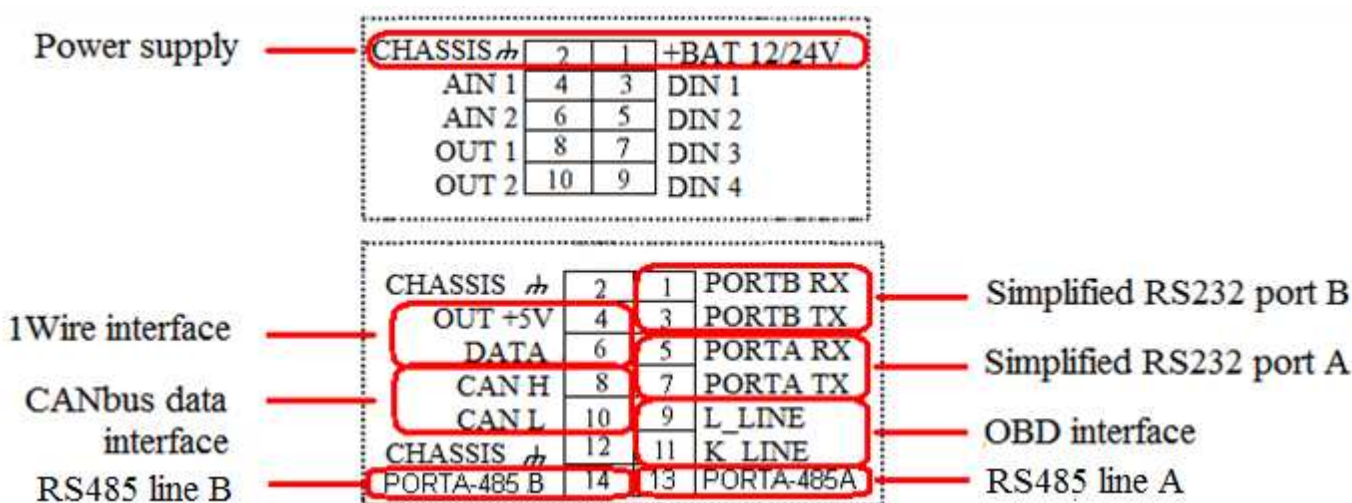 Power supply CHASSIS 2 1 +BAT 12/24V
AIN 1 4 3 DIN 1
AIN 2 6 5 DIN 2
OUT 1 8 7 DIN 3
OUT 2 10 9 DIN 4
CHASSIS 2 1 PORTB RX
OUT +5V 4 3 PORTB TX
1Wire interface
Simplified RS232 port B
DATA 6 5 PORTA RX
CAN H 8 7 PORTA TX
Simplified RS232 port A
CANbus data
interface
CAN L 10 9 L_LINE
CHASSIS 12 11 K LINE
OBD interface
RS485 line B PORTA-485 B 14 13 PORTA-485A RS485 line A